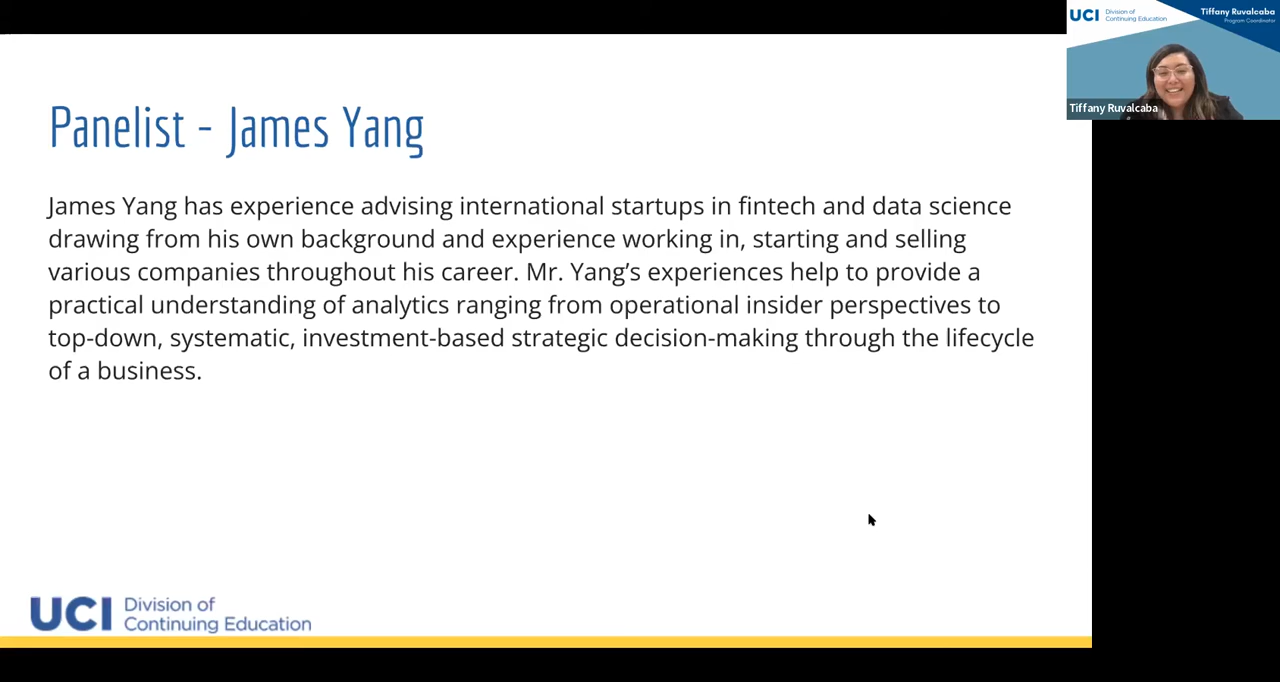 Panelist - James Yang
James Yang has experience advising international startups in fintech and data science
drawing from his own background and experience working in, starting and selling
various companies throughout his career. Mr. Yang’s experiences help to provide a
practical understanding of analytics ranging from operational insider perspectives to
top-down, systematic, investment-based strategic decision-making through the lifecycle
of a business.
UCI Division of
Continuing Education
UCI Division of
Continuing Education
Tiffany Ruvalcaba
Program Coordinator
Tiffany Ruvalcaba